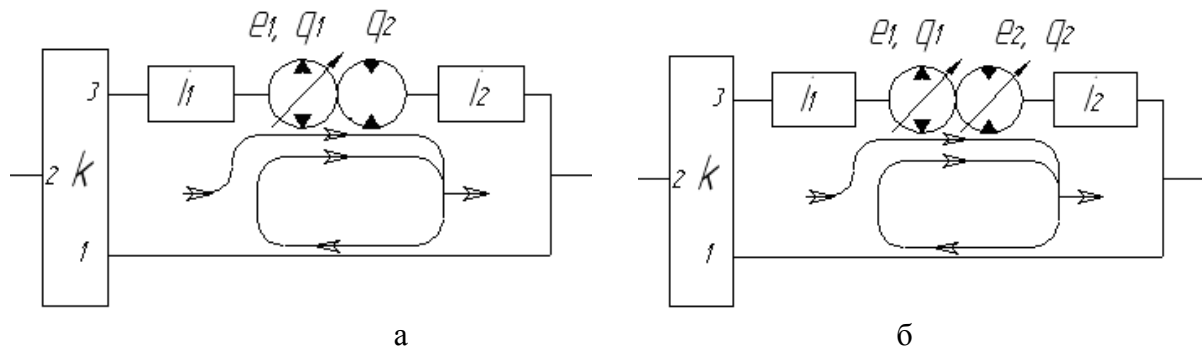 e1, q1 q2
3 i1 i2
2 k
1
а
e1, q1 e2, q2
3 i1 i2
2 k
1
б